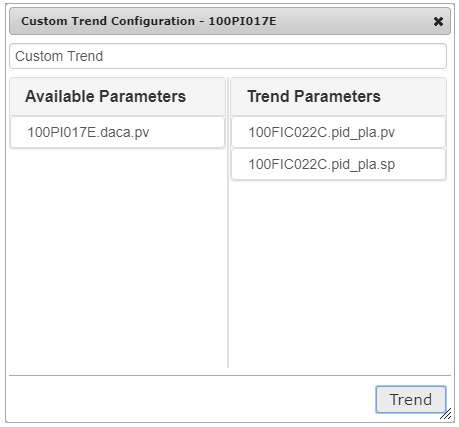 Custom Trend Configuration - 100PI017E
Custom Trend
Available Parameters
100PI017E.daca.pv
Trend Parameters
100FIC022C.pid_pla.pv
100FIC022C.pid_pla.sp
Trend